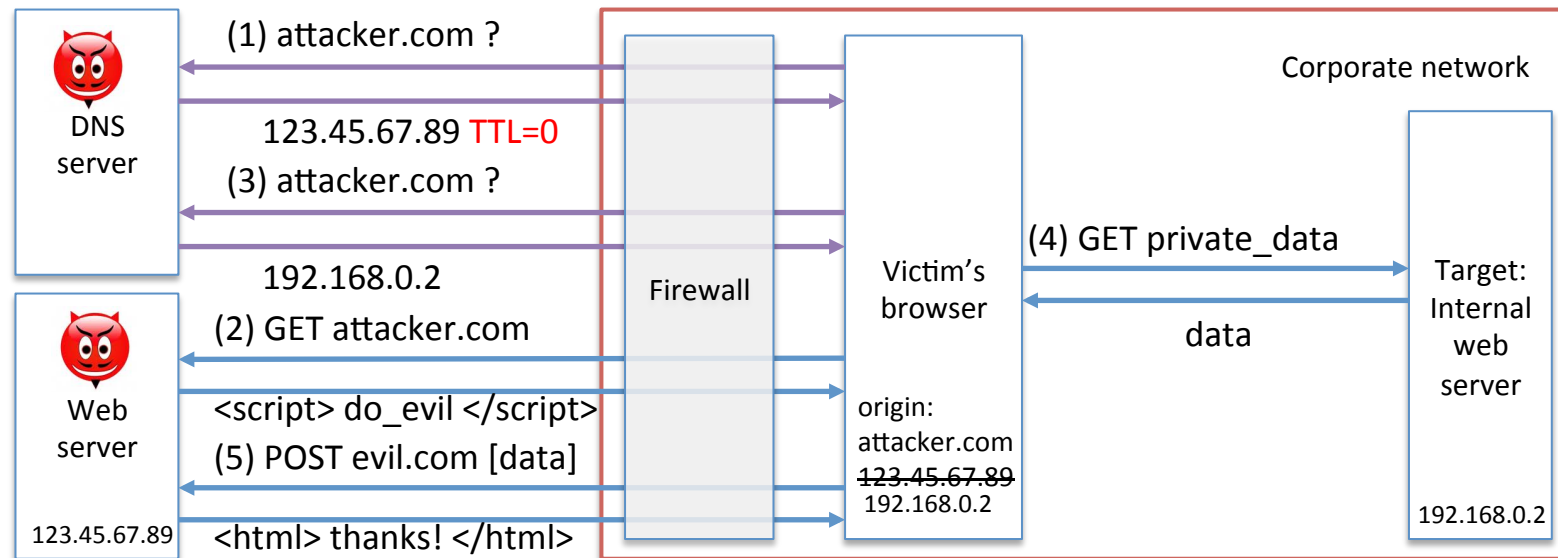 (1) attacker.com ?
Corporate network
DNS
server
123.45.67.89 TTL=0
(3) attacker.com ?
192.168.0.2
Firewall
Victim's
browser
(4) GET private_data
data
Target:
Internal
web
server
(2) GET attacker.com
<script> do_evil </script>
Web
server
(5) POST evil.com [data]
<html> thanks! </html>
123.45.67.89
origin:
attacker.com
123.45.67.89
192.168.0.2
192.168.0.2